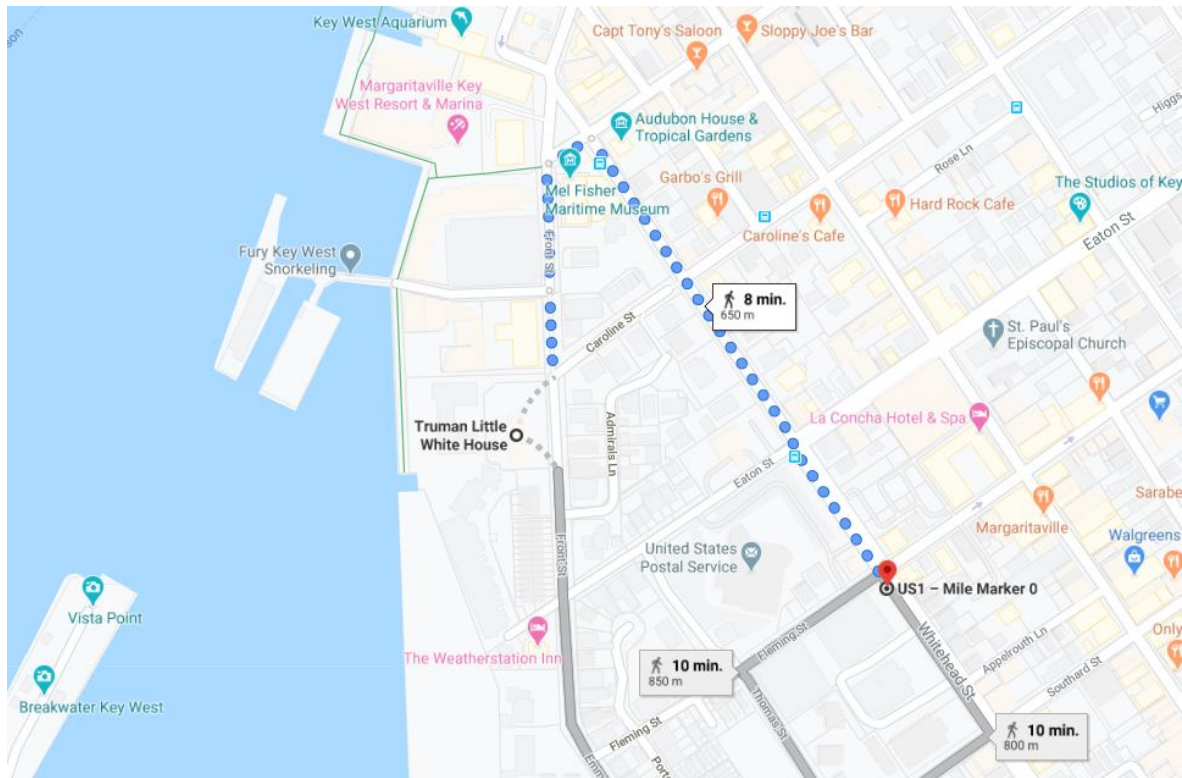 son
Key West Aquarium
Capt Tony's Saloon
Sloppy Joe's Bar
Margaritaville Key
West Resort & Marina
Audubon House &
Tropical Gardens
Higgs
Rose Ln
Mel Fisher
Maritime Museum
Garbo's Grill
Hard Rock Cafe
The Studios of Key
Caroline's Cafe
Eaton St
Fury Key West
Snorkeling
Front St
8 min.
650 m
Caroline St
St. Paul's
Episcopal Church
Truman Little
White House
Admirals Ln
La Concha Hotel & Spa
Eaton St
Margaritaville
Sarabe
Walgreens
Front St
United States
Postal Service
US1 – Mile Marker 0
Vista Point
The Weatherstation Inn
Fleming St
Whitehead St
Appelrouth Ln
Only
10 min.
850 m
Southard St
Breakwater Key West
Fleming St
Thomas St
10 min.
800 m
Porte
Emm